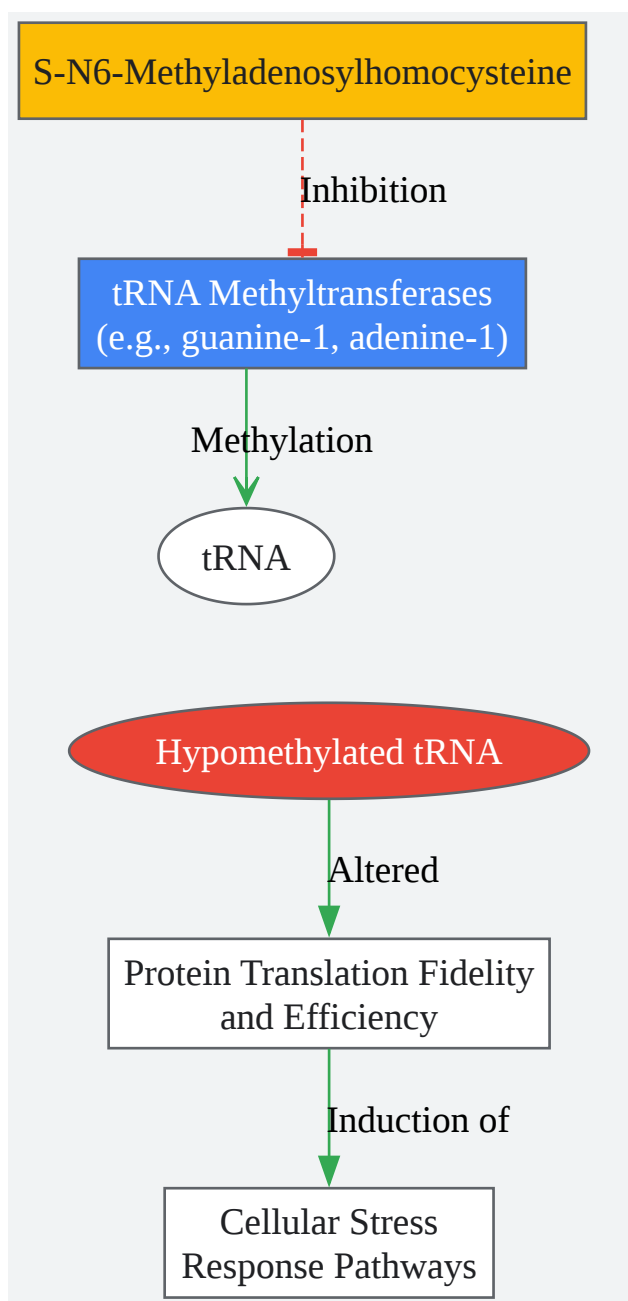 S-N6-Methyladenosylhomocysteine
Inhibition
tRNA Methyltransferases
(e.g., guanine-1, adenine-1)
Methylation
tRNA
Hypomethylated tRNA
Altered
Protein Translation Fidelity
and Efficiency
Induction of
Cellular Stress
Response Pathways